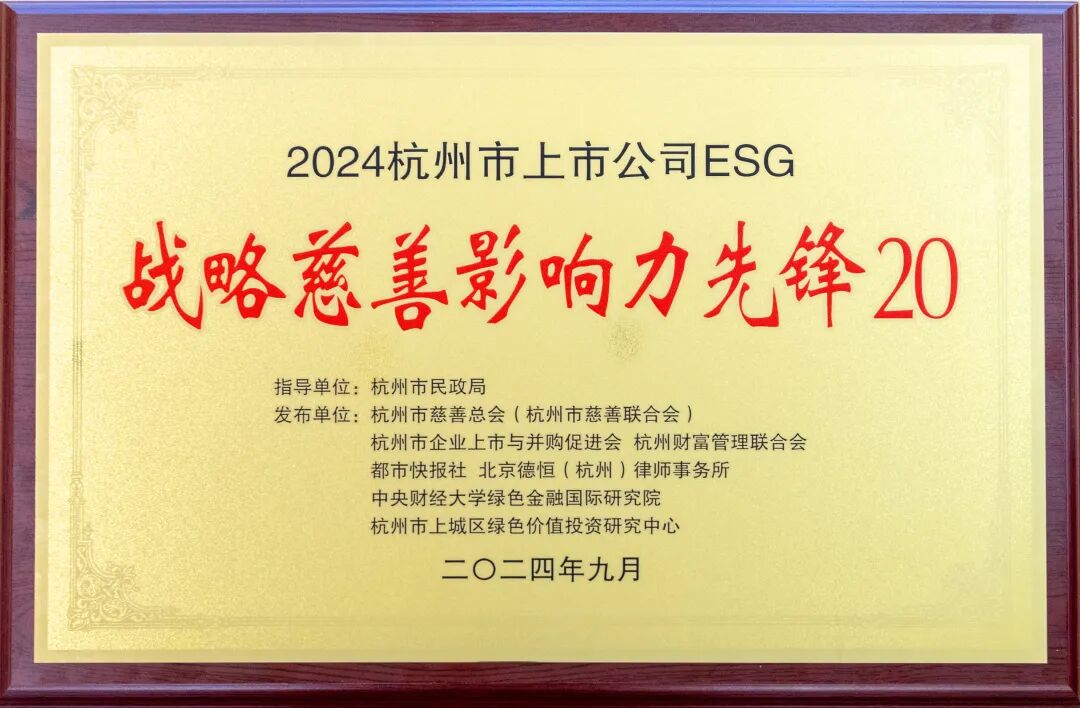 2024杭州市上市公司ESG
战略慈善影响力先锋20
指导单位：杭州市民政局
发布单位：杭州市慈善总会（杭州市慈善联合会）
杭州市企业上市与并购促进会 杭州财富管理联合会
都市快报社 北京德恒（杭州）律师事务所
中央财经大学绿色金融国际研究院
杭州市上城区绿色价值投资研究中心
二〇二四年九月